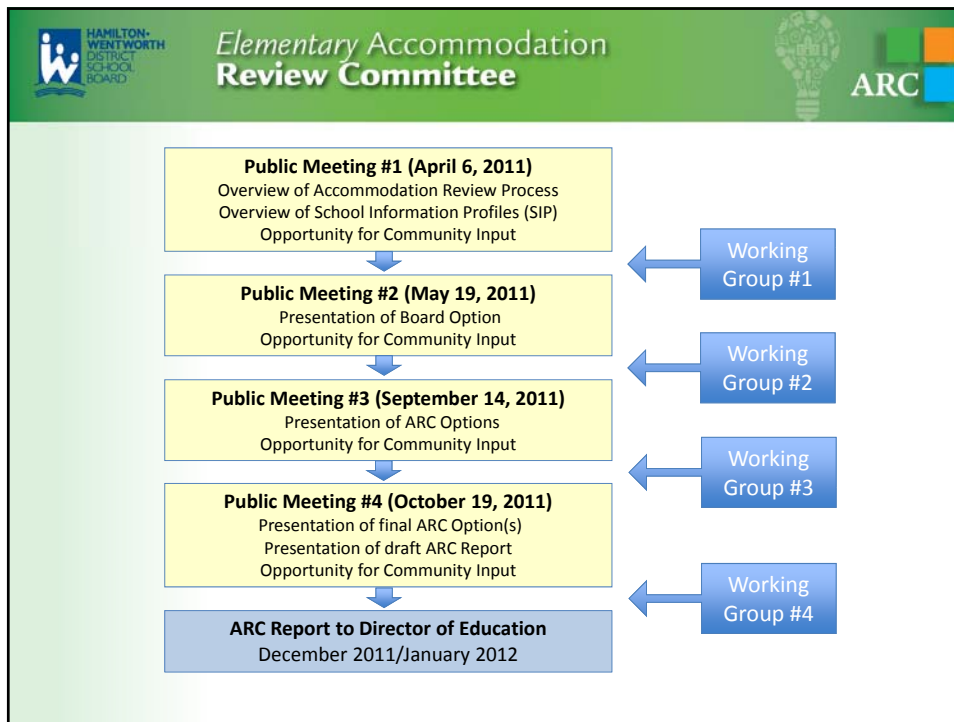 HAMILTON-
WENTWORTH
DISTRICT
SCHOOL
BOARD
Elementary Accommodation
Review Committee
ARC
Public Meeting #1 (April 6, 2011)
Overview of Accommodation Review Process
Overview of School Information Profiles (SIP)
Opportunity for Community Input
Working
Group #1
Public Meeting #2 (May 19, 2011)
Presentation of Board Option
Opportunity for Community Input
Working
Group #2
Public Meeting #3 (September 14, 2011)
Presentation of ARC Options
Opportunity for Community Input
Working
Group #3
Public Meeting #4 (October 19, 2011)
Presentation of final ARC Option(s)
Presentation of draft ARC Report
Opportunity for Community Input
Working
Group #4
ARC Report to Director of Education
December 2011/January 2012